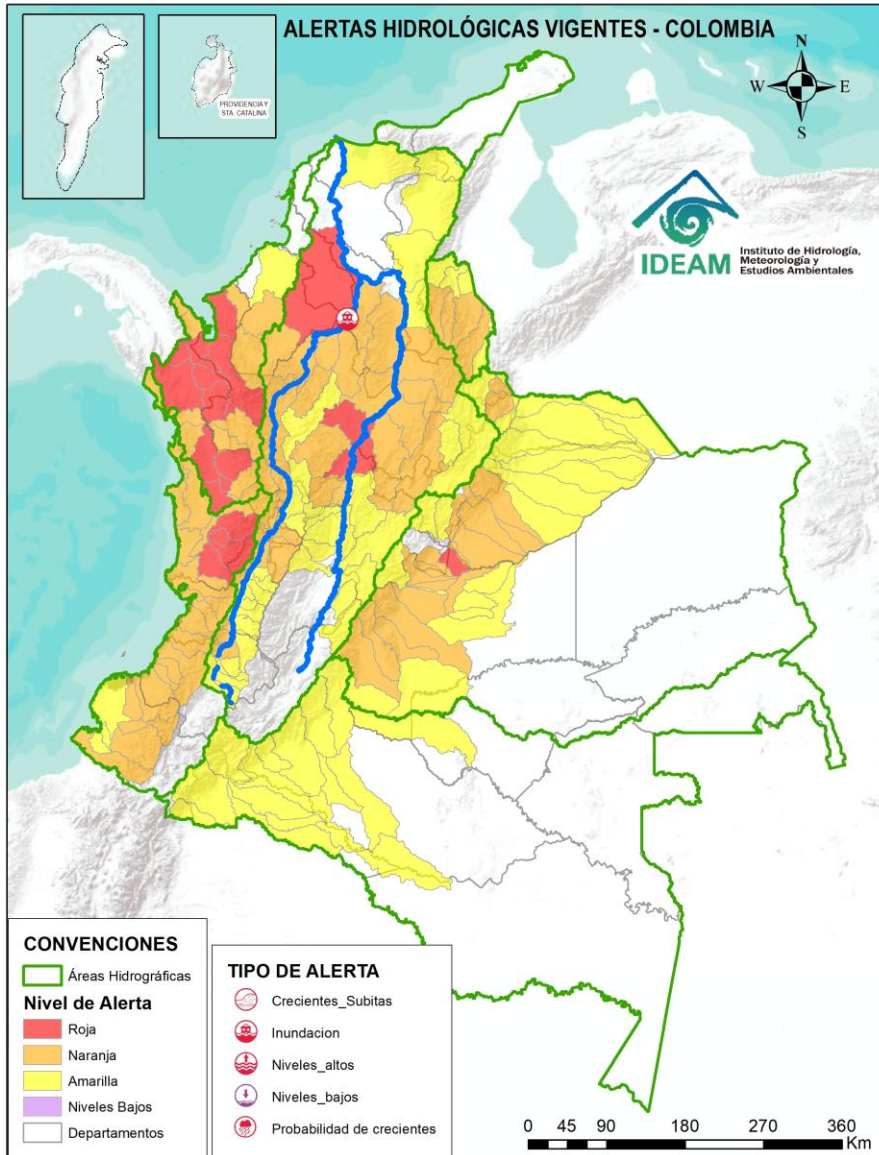 ALERTAS HIDROLÓGICAS VIGENTES - COLOMBIA
PROVIDENCIA Y
STA. CATALINA
N
W
E
S
IDEAM
Instituto de Hidrología,
Meteorología y
Estudios Ambientales
CONVENCIONES
Áreas Hidrográficas
Nivel de Alerta
Roja
Naranja
Amarilla
Niveles Bajos
Departamentos
TIPO DE ALERTA
Crecientes_Subitas
Inundacion
Niveles_altos
Niveles_bajos
Probabilidad de crecientes
0 45 90 180 270 360
Km